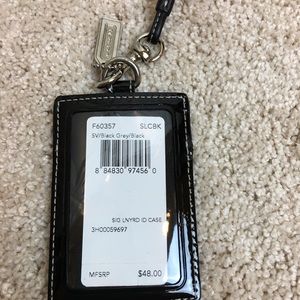 F60357 SLCBK
SV/Black Grey/Black
8 84830 97456 0
SIG LNYRD ID CASE
3H00059697
MFSRP $48.00